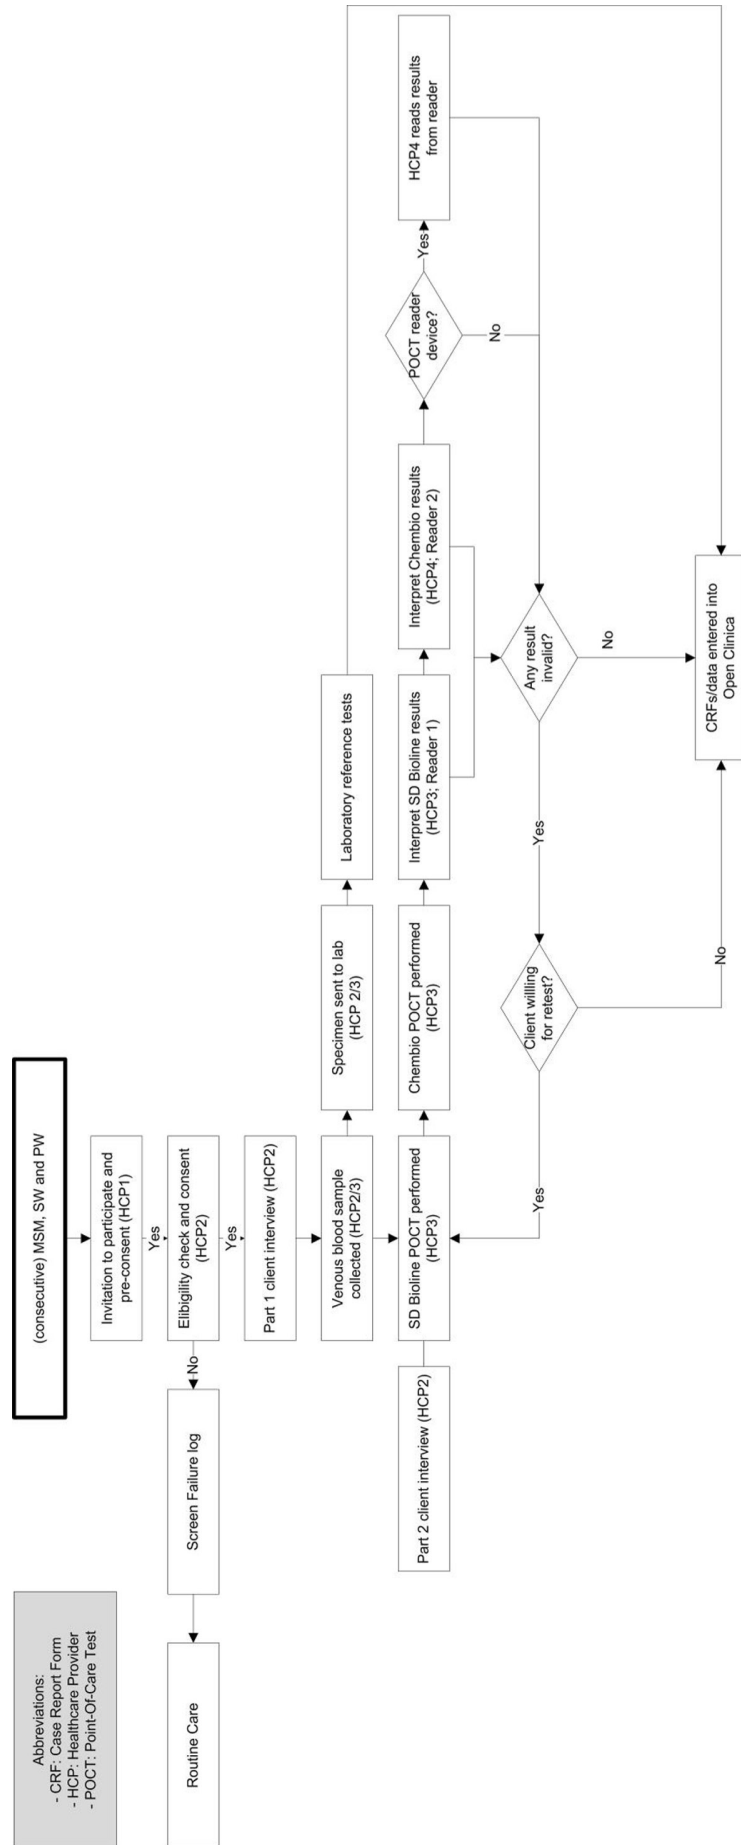 Abbreviations:
- CRF: Case Report Form
- HCP: Healthcare Provider
- POCT: Point-Of-Care Test
(consecutive) MSM, SW and PW
Invitation to participate and
pre-consent (HCP1)
Yes
Elibigility check and consent
(HCP2)
No
Screen Failure log
Routine Care
Yes
Part 1 client interview (HCP2)
Venous blood sample
collected (HCP2/3)
Specimen sent to lab
(HCP 2/3)
Laboratory reference tests
Part 2 client interview (HCP2)
SD Bioline POCT performed
(HCP3)
Chembio POCT performed
(HCP3)
Interpret SD Bioline results
(HCP3; Reader 1)
Interpret Chembio results
(HCP4; Reader 2)
POCT reader
device?
Yes
HCP4 reads results
from reader
No
Any result
invalid?
Yes
No
Client willling
for retest?
Yes
No
CRFs/data entered into
Open Clinica